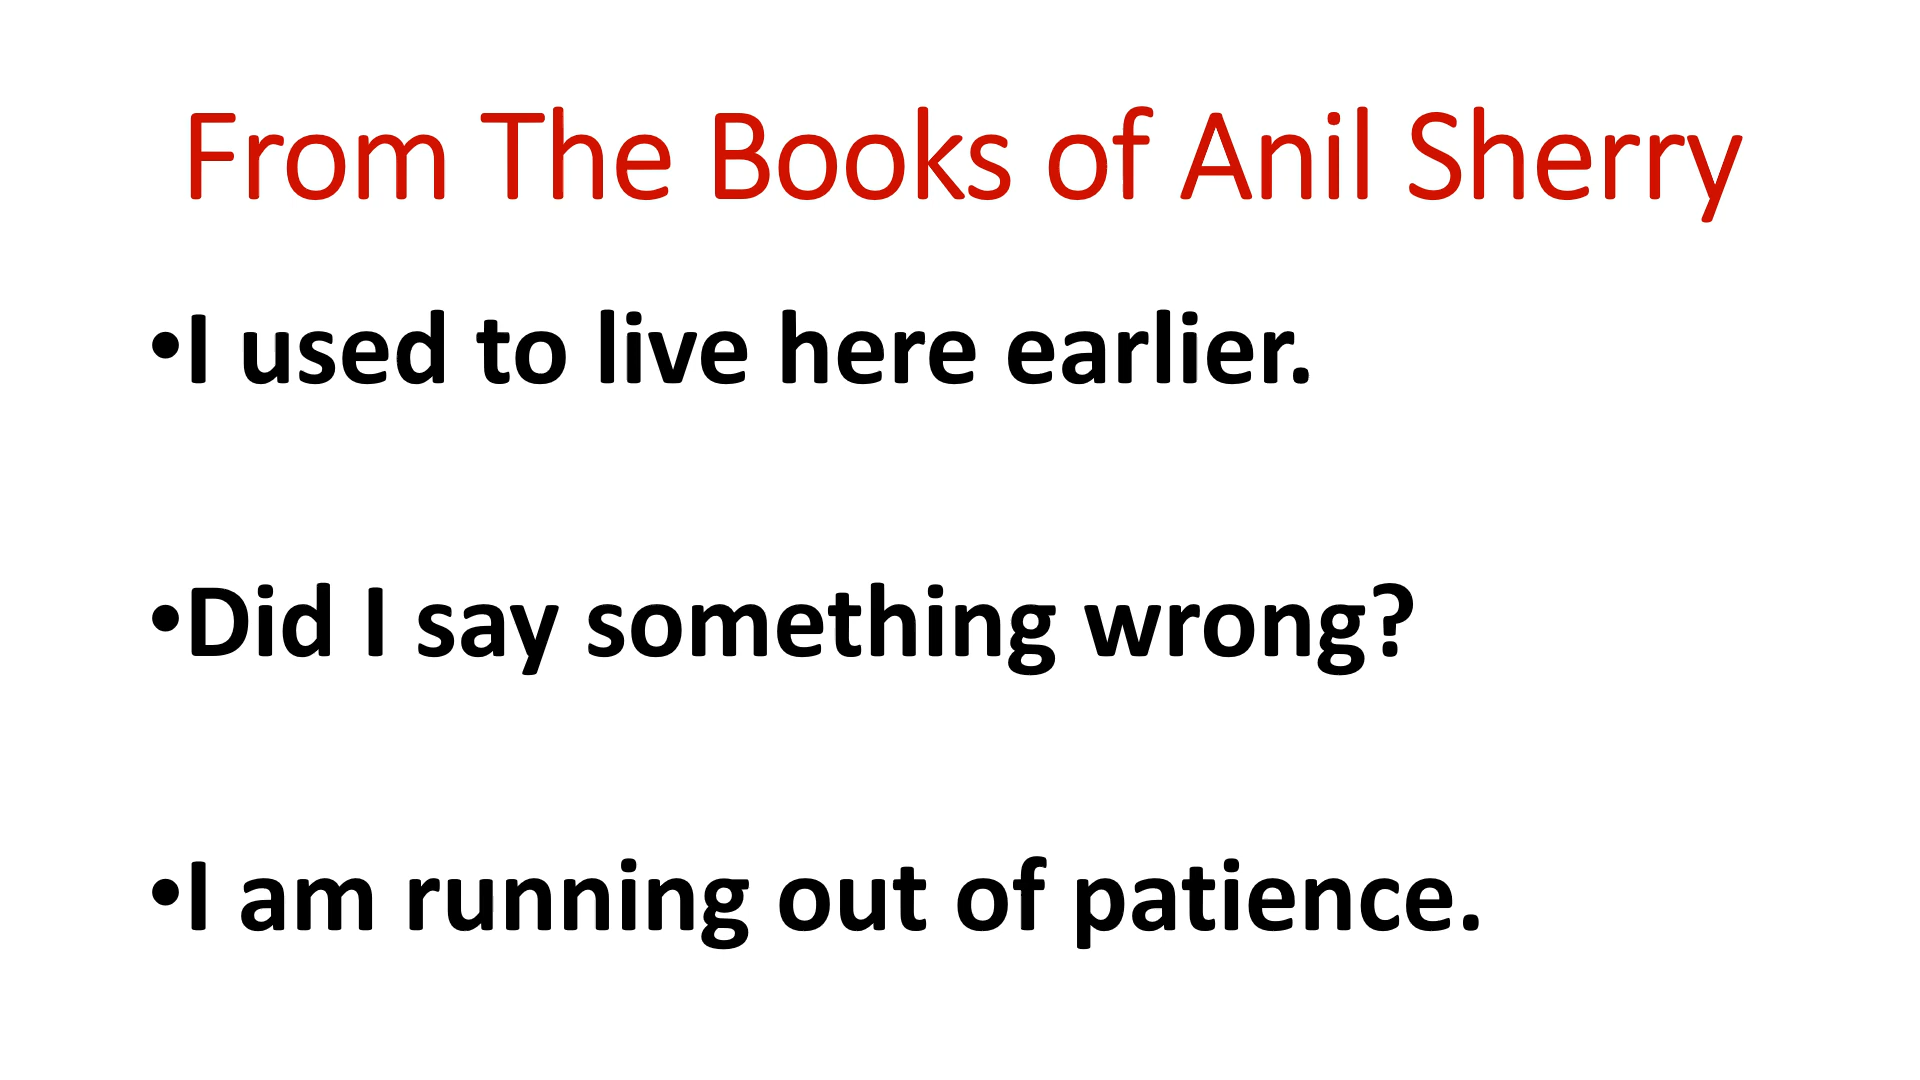 From The Books of Anil Sherry
•I used to live here earlier.
•Did I say something wrong?
•I am running out of patience.